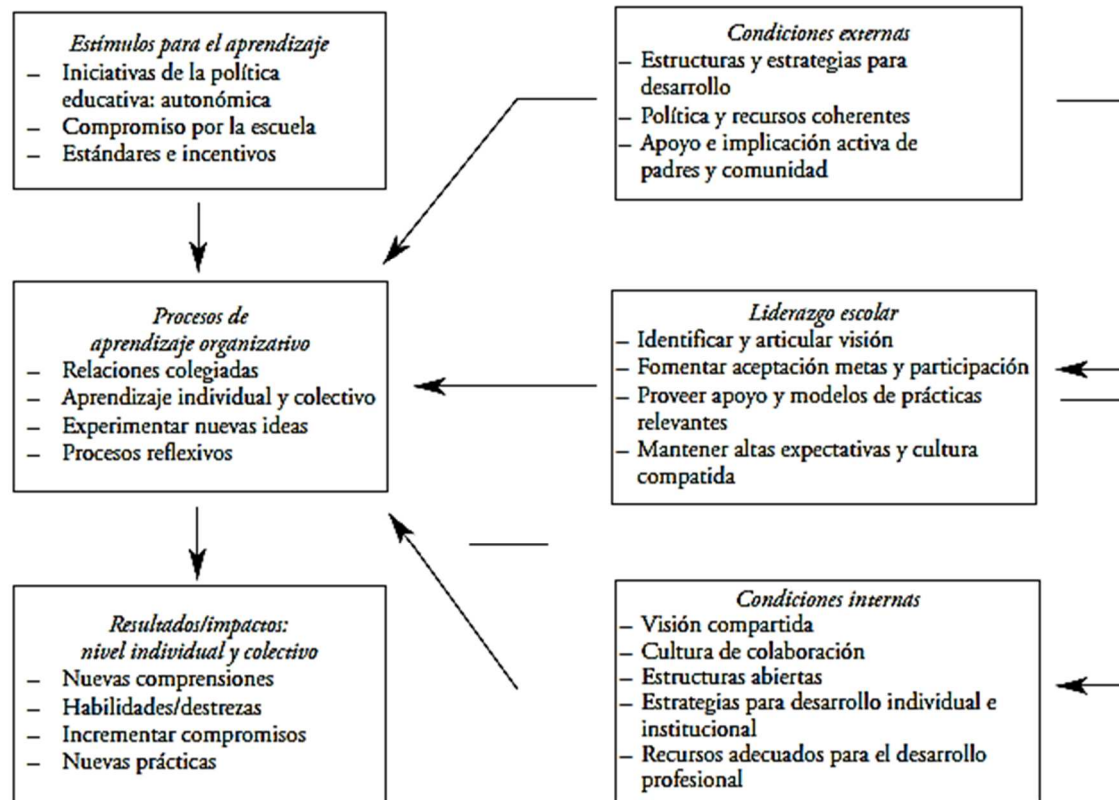 Estímulos para el aprendizaje
– Iniciativas de la política
educativa: autonómica
– Compromiso por la escuela
– Estándares e incentivos
Condiciones externas
– Estructuras y estrategias para
desarrollo
– Política y recursos coherentes
– Apoyo e implicación activa de
padres y comunidad
Procesos de
aprendizaje organizativo
– Relaciones colegiadas
– Aprendizaje individual y colectivo
– Experimentar nuevas ideas
– Procesos reflexivos
Liderazgo escolar
– Identificar y articular visión
– Fomentar aceptación metas y participación
– Proveer apoyo y modelos de prácticas
relevantes
– Mantener altas expectativas y cultura
compatida
Resultados/impactos:
nivel individual y colectivo
– Nuevas comprensiones
– Habilidades/destrezas
– Incrementar compromisos
– Nuevas prácticas
Condiciones internas
– Visión compartida
– Cultura de colaboración
– Estructuras abiertas
– Estrategias para desarrollo individual e
institucional
– Recursos adecuados para el desarrollo
profesional